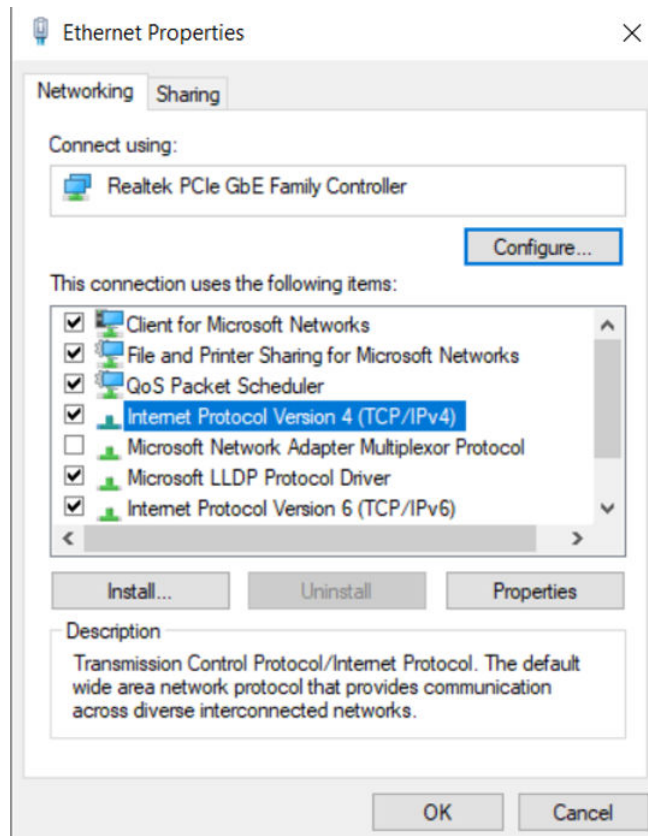 Ethernet Properties
Networking
Sharing
Connect using:
Realtek PCIe GbE Family Controller
Configure...
This connection uses the following items:
Client for Microsoft Networks
File and Printer Sharing for Microsoft Networks
QoS Packet Scheduler
Internet Protocol Version 4 (TCP/IPv4)
Microsoft Network Adapter Multiplexor Protocol
Microsoft LLDP Protocol Driver
Internet Protocol Version 6 (TCP/IPv6)
Install...
Uninstall
Properties
Description
Transmission Control Protocol/Internet Protocol. The default
wide area network protocol that provides communication
across diverse interconnected networks.
OK
Cancel